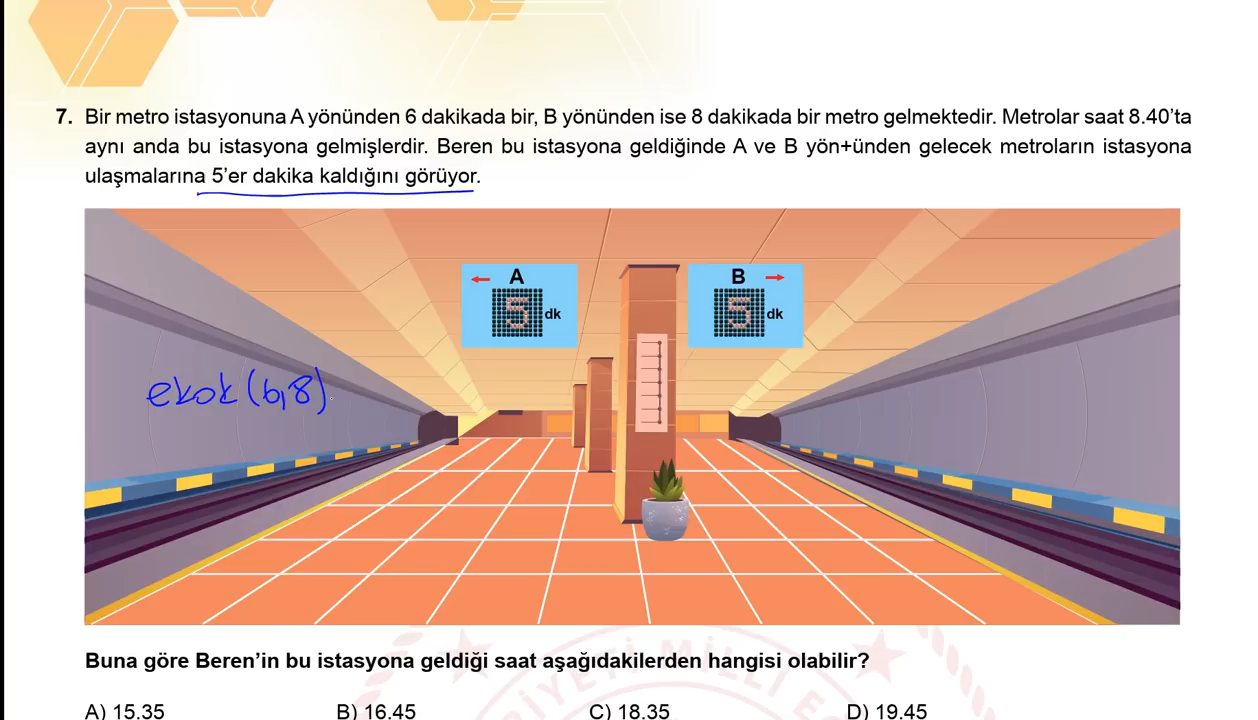 7. Bir metro istasyonuna A yönünden 6 dakikada bir, B yönünden ise 8 dakikada bir metro gelmektedir. Metrolar saat 8.40’ta
aynı anda bu istasyona gelmişlerdir. Beren bu istasyona geldiğinde A ve B yön+ünden gelecek metroların istasyona
ulaşmalarına 5’er dakika kaldığını görüyor.
A
B
5 dk
5 dk
ekok (6,8)
Buna göre Beren’in bu istasyona geldiği saat aşağıdakilerden hangisi olabilir?
A) 15.35 B) 16.45 C) 18.35 D) 19.45